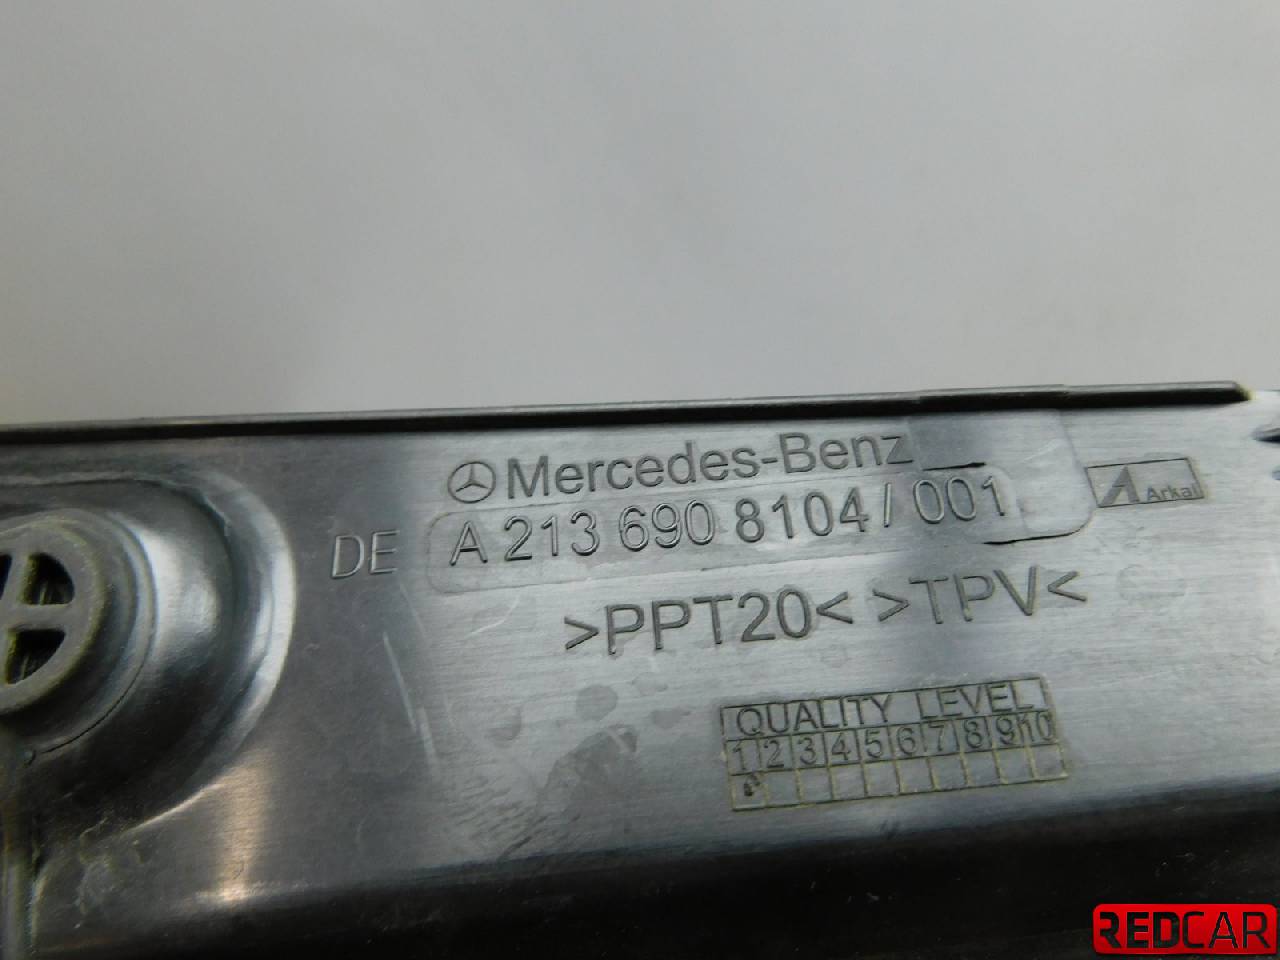 Mercedes-Benz
DE A 213 690 8104 / 001
Arkal
>PPT20< >TPV<
QUALITY LEVEL
1 2 3 4 5 6 7 8 9 10
REDCAR